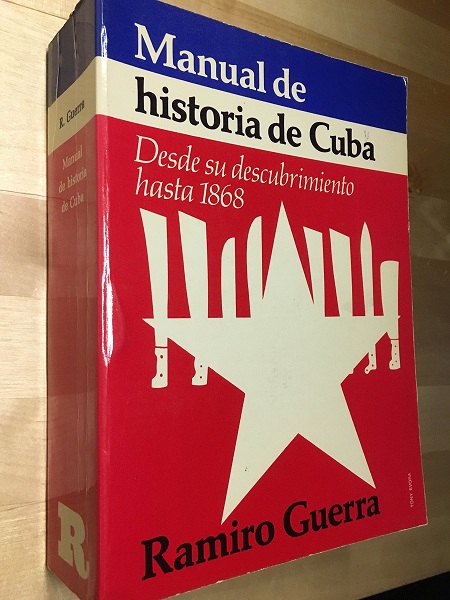 Manual de
historia de Cuba
Desde su descubrimiento
hasta 1868
Ramiro Guerra
R. Guerra
Manual
de historia
de Cuba
R